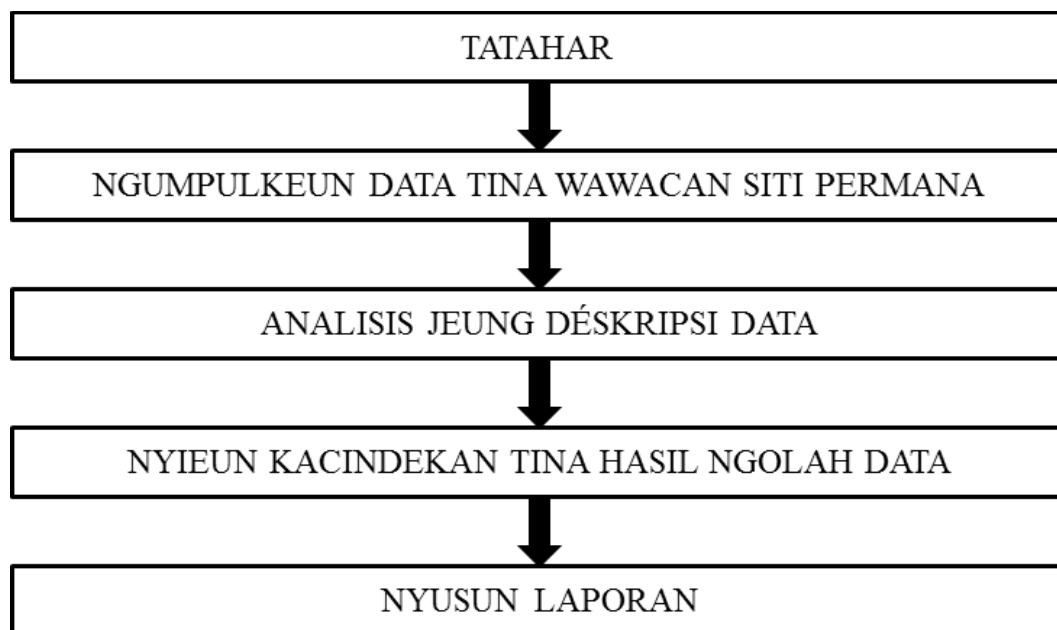 TATAHAR
NGUMPULKEUN DATA TINA WAWACAN SITI PERMANA
ANALISIS JEUNG DÉSKRIPSI DATA
NYIEUN KACINDEKAN TINA HASIL NGOLAH DATA
NYUSUN LAPORAN